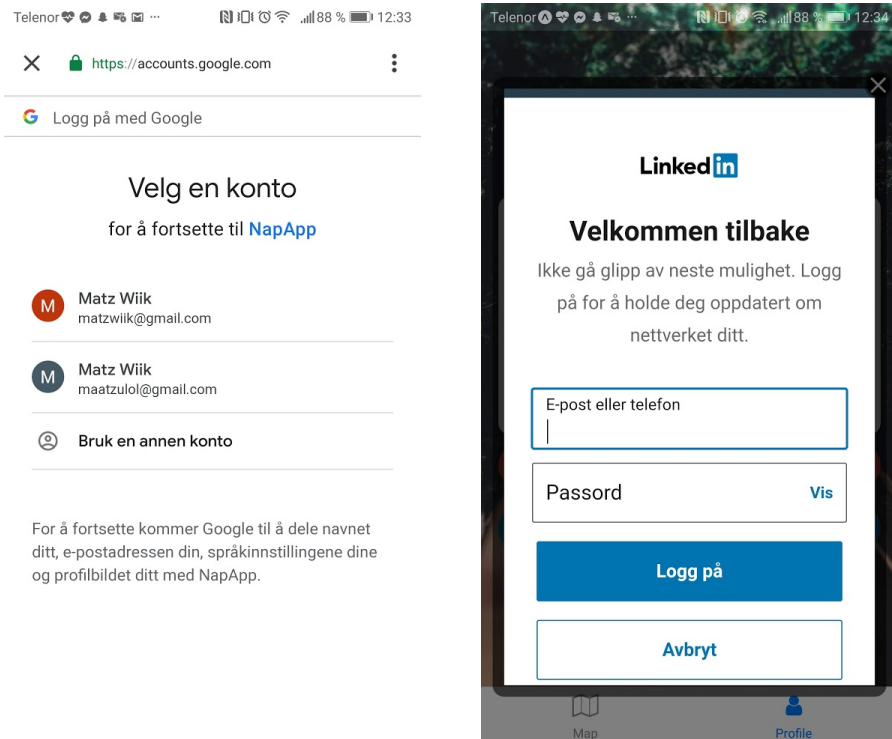 Telenor
88 %
12:33
https://accounts.google.com
Logg på med Google
Velg en konto
for å fortsette til NapApp
M
Matz Wiik
matzwiik@gmail.com
M
Matz Wiik
maatzulol@gmail.com
Bruk en annen konto
For å fortsette kommer Google til å dele navnet
ditt, e-postadressen din, språkinnstillingene dine
og profilbildet ditt med NapApp.
Telenor
88 %
12:34
Linked in
Velkommen tilbake
Ikke gå glipp av neste mulighet. Logg
på for å holde deg oppdatert om
nettverket ditt.
E-post eller telefon
Passord
Vis
Logg på
Avbryt
Map
Profile